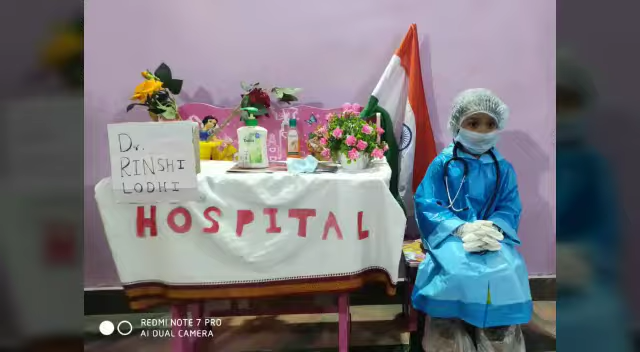 Dr.
RINSHI
LODHI
HOSPITAL
REDMI NOTE 7 PRO
AI DUAL CAMERA